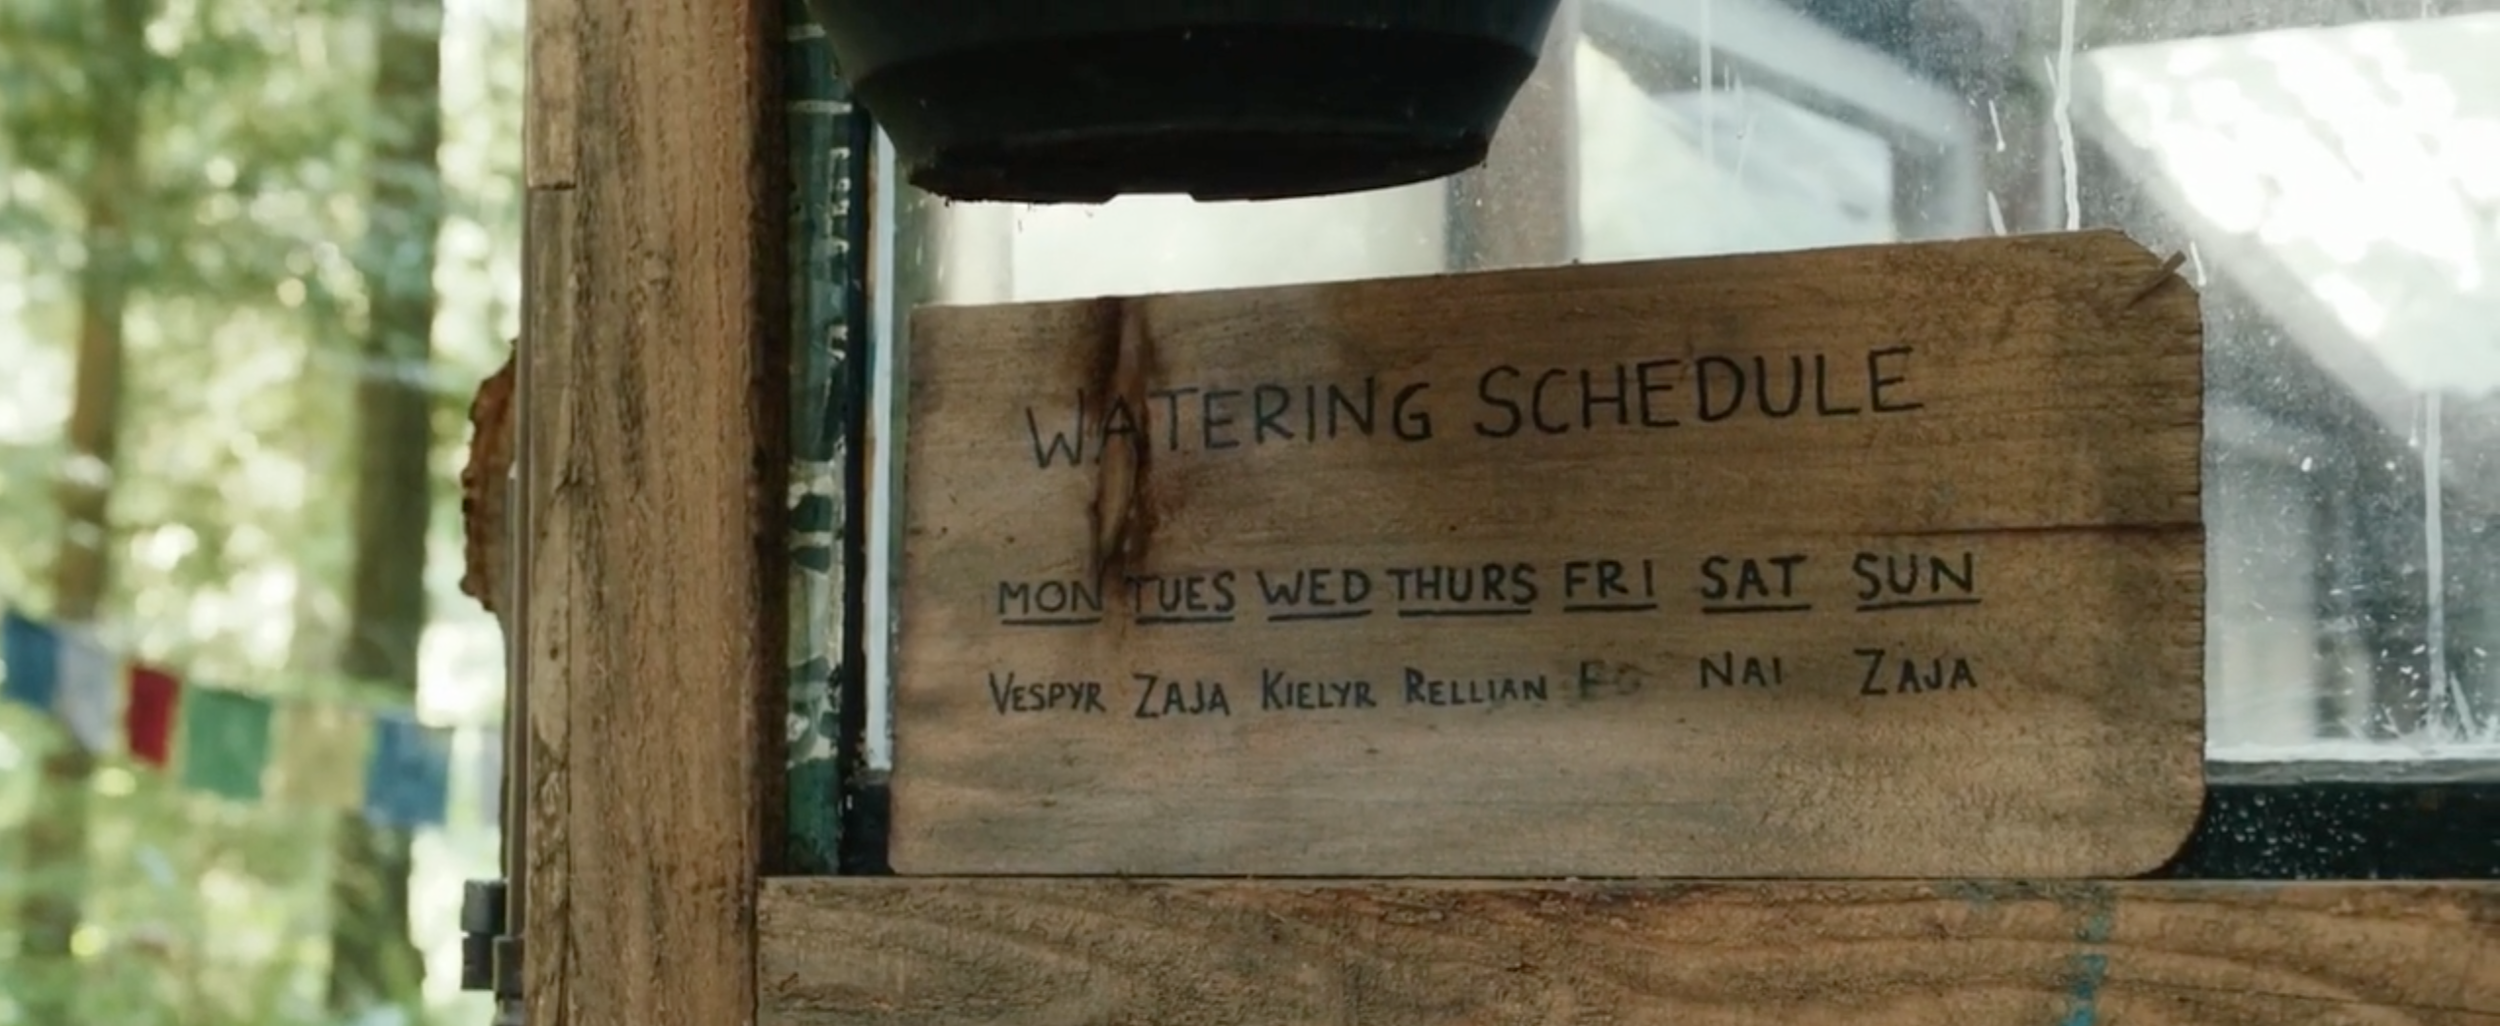 WATERING SCHEDULE
MON TUES WED THURS FRI SAT SUN
VESPYR ZAJA KIELYR RELLIAN NAI ZAJA